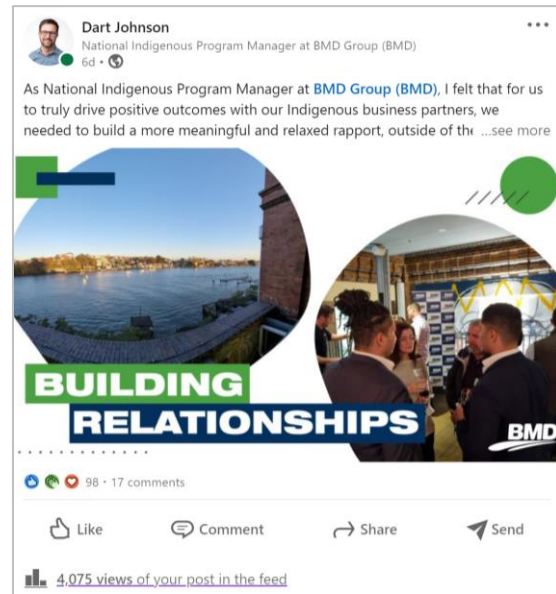 Dart Johnson
National Indigenous Program Manager at BMD Group (BMD)
6d •
As National Indigenous Program Manager at BMD Group (BMD), I felt that for us
to truly drive positive outcomes with our Indigenous business partners, we
needed to build a more meaningful and relaxed rapport, outside of the ...see more
BUILDING
RELATIONSHIPS
BMD
98 • 17 comments
Like Comment Share Send
4,075 views of your post in the feed